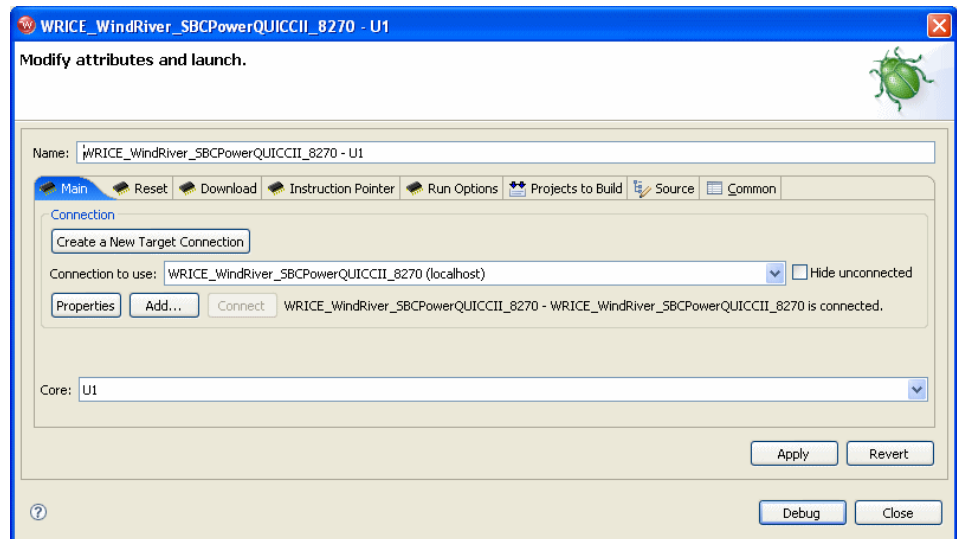 WRICE_WindRiver_SBCPowerQUICCII_8270 - U1
Modify attributes and launch.
Name: WRICE_WindRiver_SBCPowerQUICCII_8270 - U1
Main Reset Download Instruction Pointer Run Options Projects to Build Source Common
Connection
Create a New Target Connection
Connection to use: WRICE_WindRiver_SBCPowerQUICCII_8270 (localhost) Hide unconnected
Properties Add... Connect WRICE_WindRiver_SBCPowerQUICCII_8270 - WRICE_WindRiver_SBCPowerQUICCII_8270 is connected.
Core: U1
Apply Revert
? Debug Close